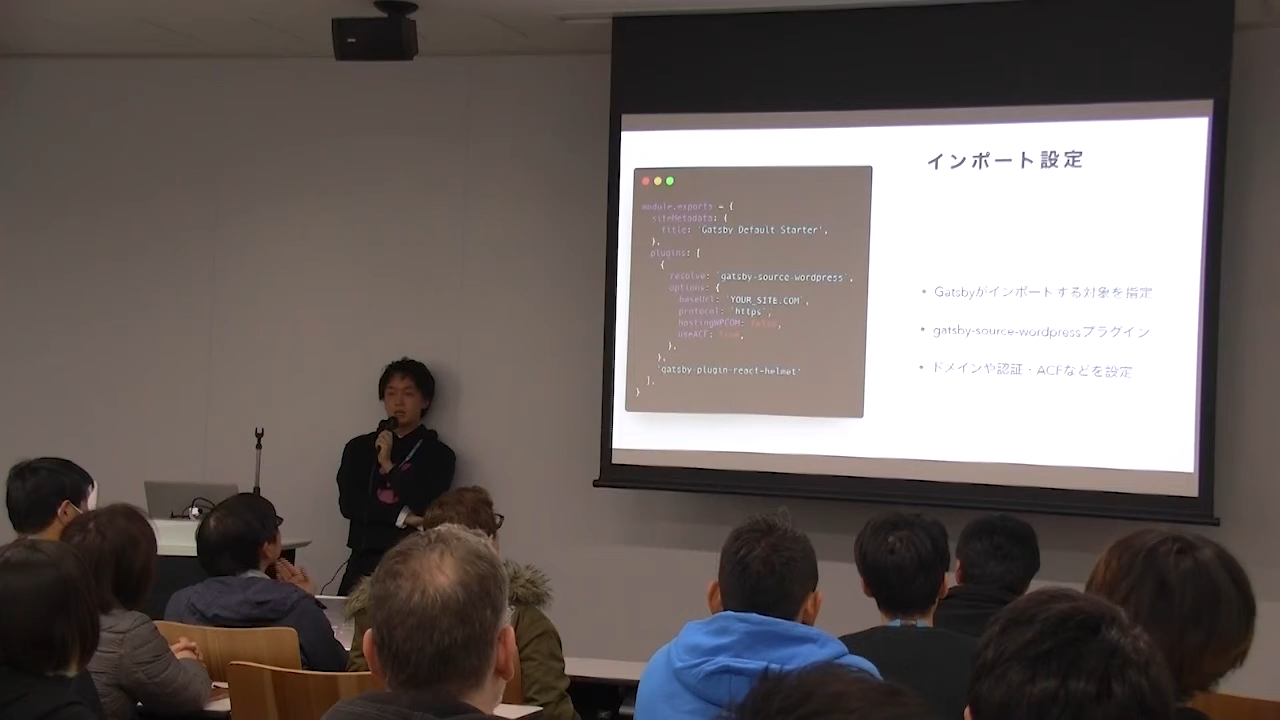 インポート設定
module.exports = {
siteMetadata: {
title: 'Gatsby Default Starter',
},
plugins: [
{
resolve: `gatsby-source-wordpress`,
options: {
baseUrl: `YOUR_SITE.COM`,
protocol: `https`,
hostingWPCOM: false,
useACF: true,
},
},
'gatsby-plugin-react-helmet'
],
}
• Gatsbyがインポートする対象を指定
• gatsby-source-wordpressプラグイン
• ドメインや認証・ACFなどを設定